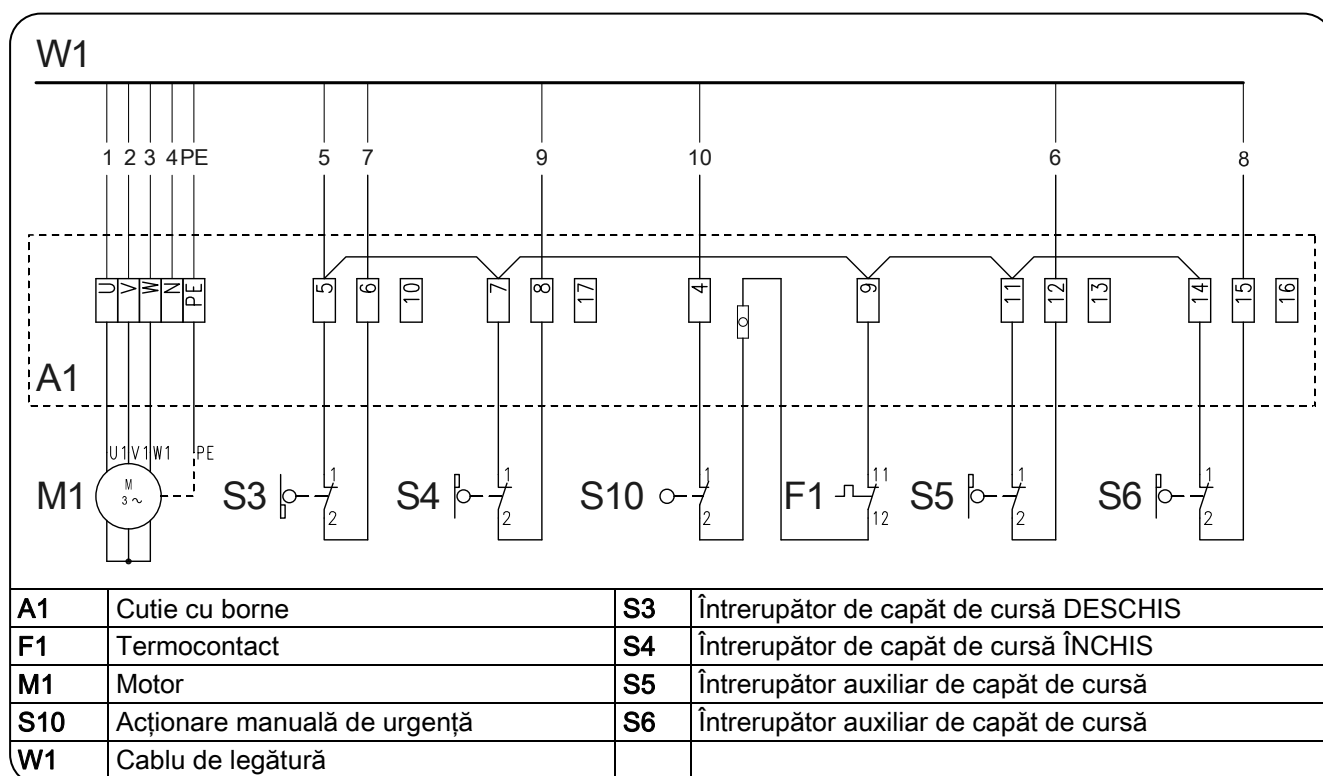 W1
1 2 3 4 PE 5 7 9 10 6 8
U V W N PE 5 6 10 7 8 17 4 9 11 12 13 14 15 16
A1
U1 V1 W1 PE
M1 M 3 ~ S3 1 2 S4 1 2 S10 1 2 F1 11 12 S5 1 2 S6 1 2
A1 Cutie cu borne S3 Întrerupător de capăt de cursă DESCHIS
F1 Termocontact S4 Întrerupător de capăt de cursă ÎNCHIS
M1 Motor S5 Întrerupător auxiliar de capăt de cursă
S10 Acționare manuală de urgență S6 Întrerupător auxiliar de capăt de cursă
W1 Cablu de legătură